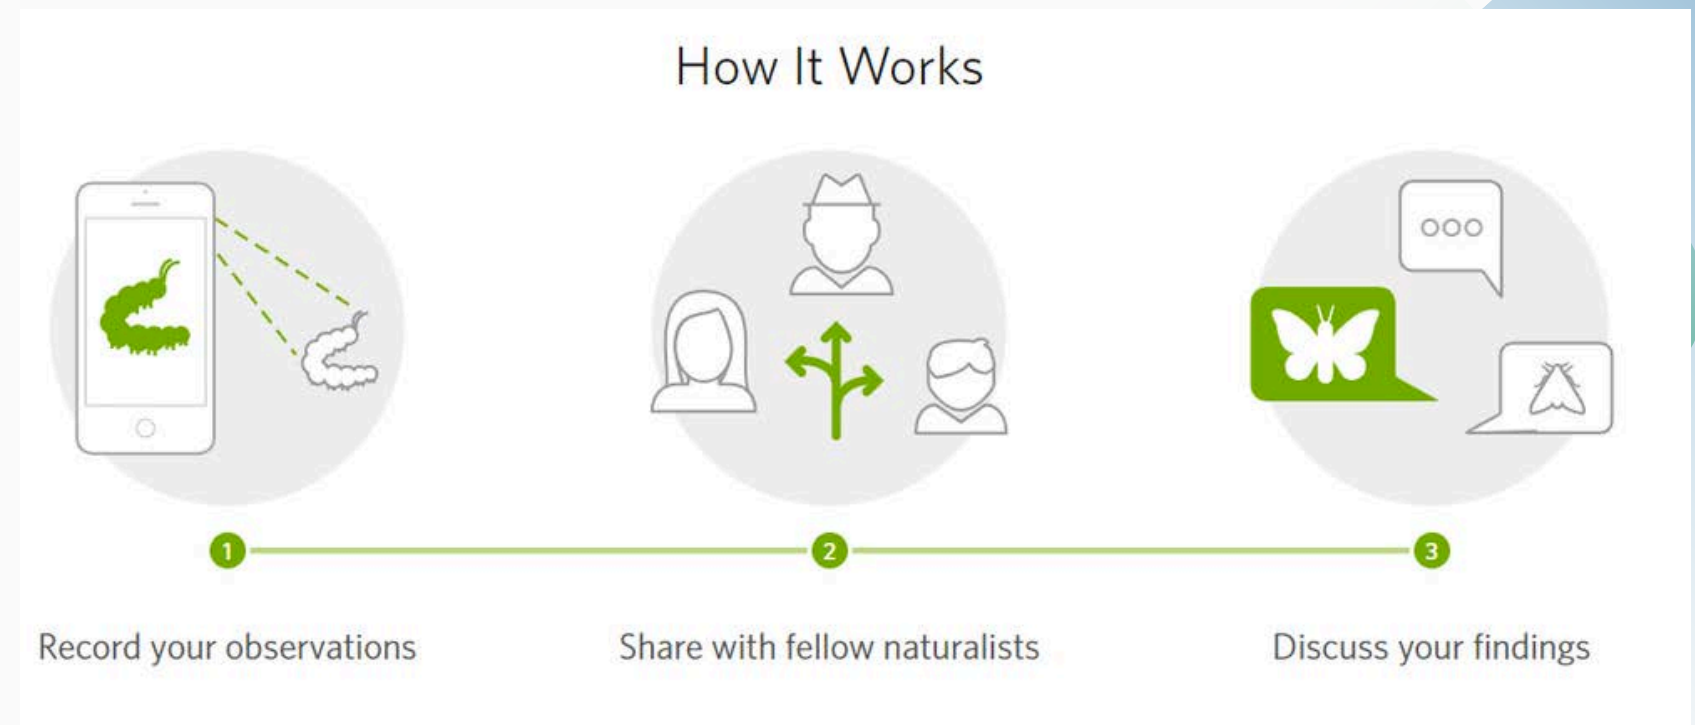 How It Works
1
2
3
Record your observations
Share with fellow naturalists
Discuss your findings